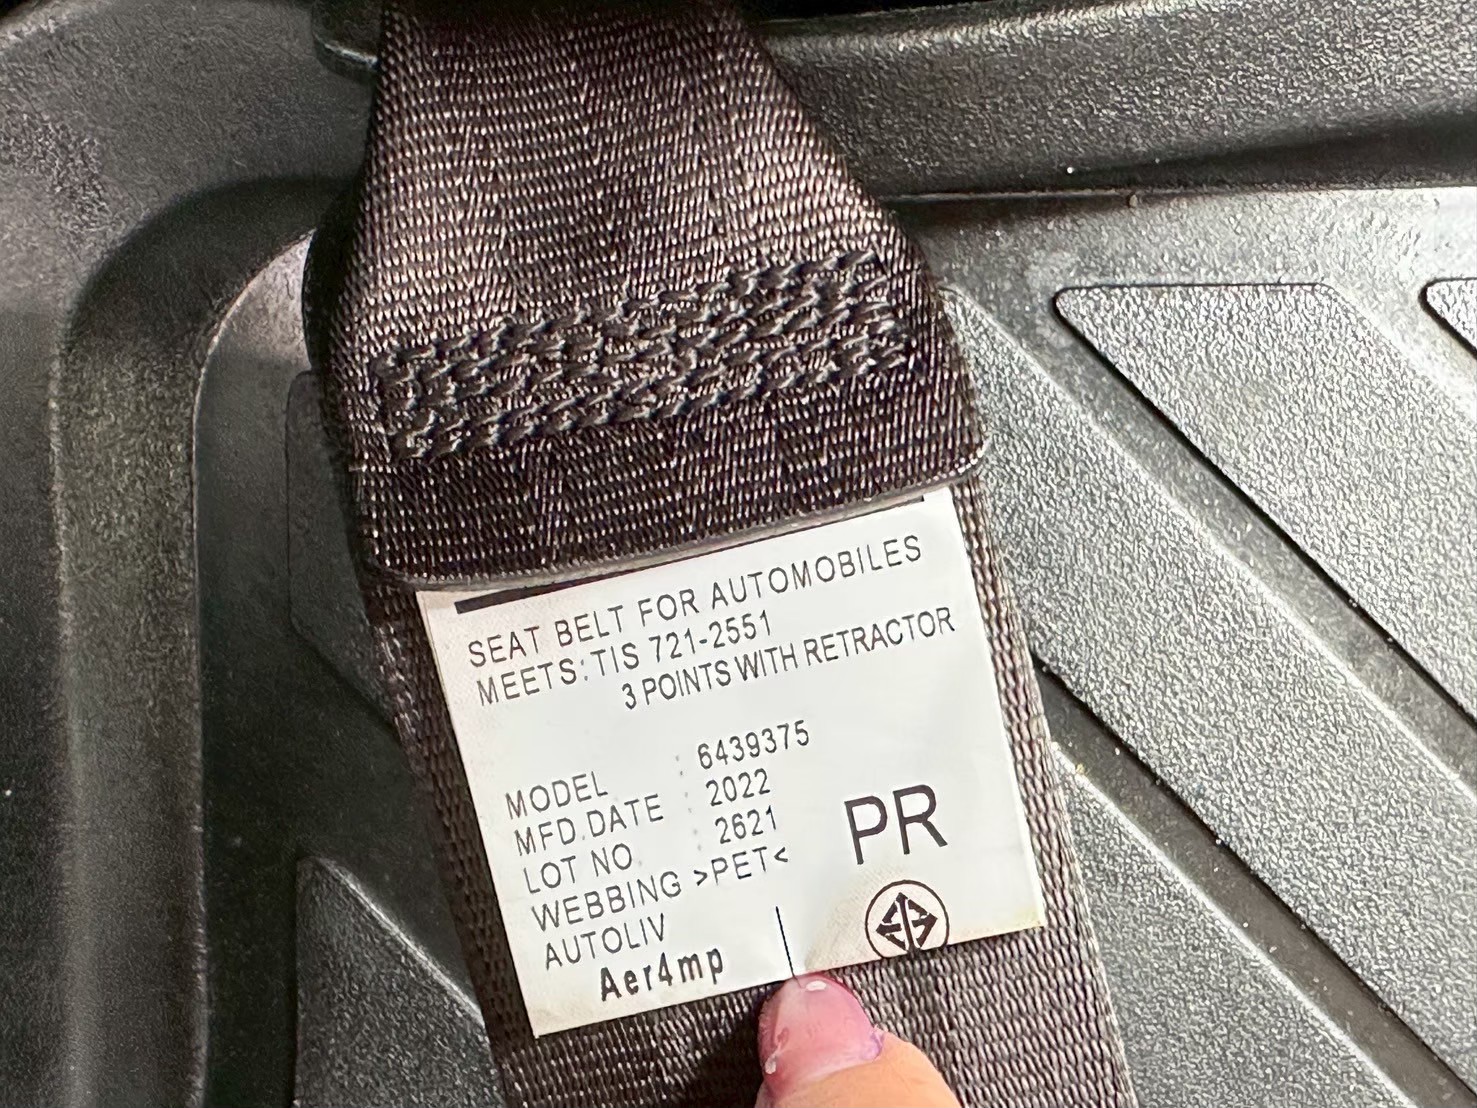 SEAT BELT FOR AUTOMOBILES
MEETS: TIS 721-2551
3 POINTS WITH RETRACTOR
MODEL : 6439375
MFD.DATE : 2022
LOT NO : 2621
WEBBING >PET<
AUTOLIV
Aer4mp
PR